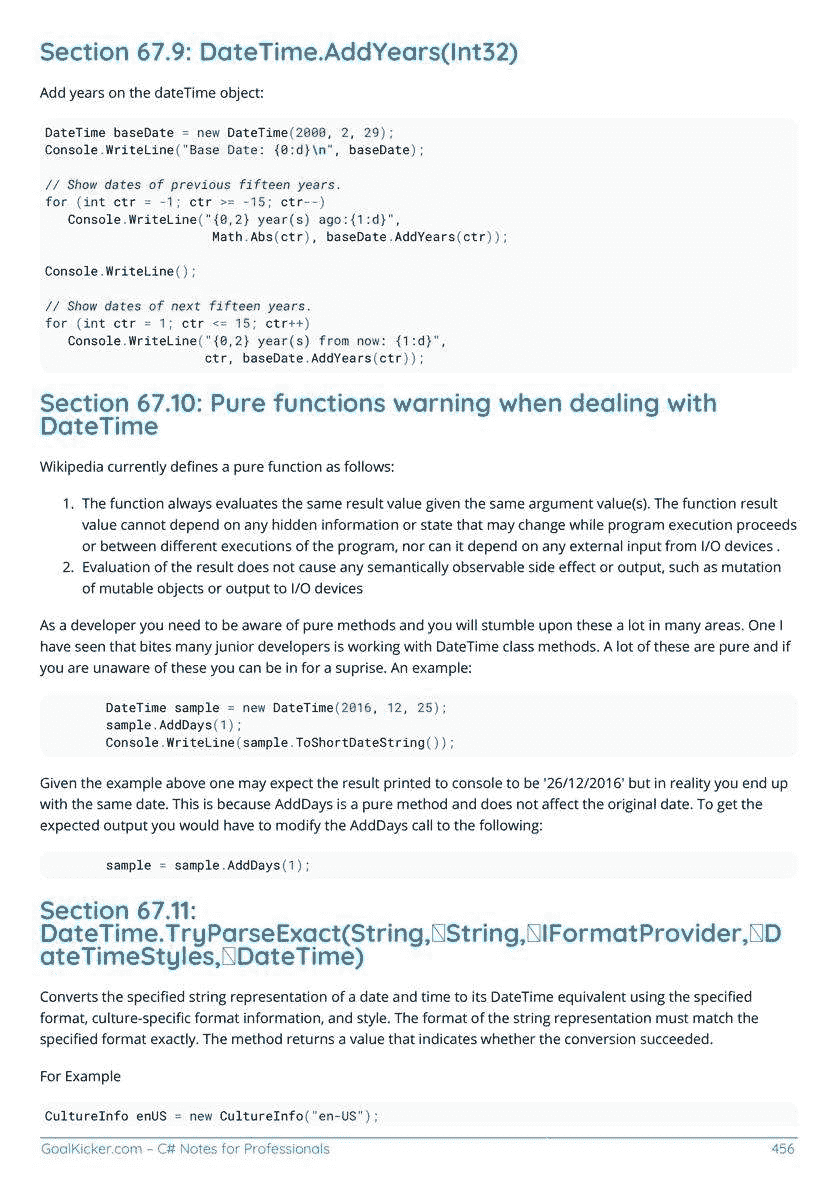 Section 67.9: DateTime.AddYears(Int32)
Add years on the dateTime object:
DateTime baseDate = new DateTime(2000, 2, 29);
Console.WriteLine("Base Date: {0:d}\n", baseDate);
// Show dates of previous fifteen years.
for (int ctr = -1; ctr >= -15; ctr--)
   Console.WriteLine("{0,2} year(s) ago:{1:d}",
                      Math.Abs(ctr), baseDate.AddYears(ctr));
Console.WriteLine();
// Show dates of next fifteen years.
for (int ctr = 1; ctr <= 15; ctr++)
   Console.WriteLine("{0,2} year(s) from now: {1:d}",
                     ctr, baseDate.AddYears(ctr));
Section 67.10: Pure functions warning when dealing with
DateTime
Wikipedia currently defines a pure function as follows:
1. The function always evaluates the same result value given the same argument value(s). The function result
value cannot depend on any hidden information or state that may change while program execution proceeds
or between different executions of the program, nor can it depend on any external input from I/O devices .
2. Evaluation of the result does not cause any semantically observable side effect or output, such as mutation
of mutable objects or output to I/O devices
As a developer you need to be aware of pure methods and you will stumble upon these a lot in many areas. One I
have seen that bites many junior developers is working with DateTime class methods. A lot of these are pure and if
you are unaware of these you can be in for a suprise. An example:
        DateTime sample = new DateTime(2016, 12, 25);
        sample.AddDays(1);
        Console.WriteLine(sample.ToShortDateString());
Given the example above one may expect the result printed to console to be '26/12/2016' but in reality you end up
with the same date. This is because AddDays is a pure method and does not affect the original date. To get the
expected output you would have to modify the AddDays call to the following:
        sample = sample.AddDays(1);
Section 67.11:
DateTime.TryParseExact(String,String,IFormatProvider,D
ateTimeStyles,DateTime)
Converts the specified string representation of a date and time to its DateTime equivalent using the specified
format, culture-specific format information, and style. The format of the string representation must match the
specified format exactly. The method returns a value that indicates whether the conversion succeeded.
For Example
CultureInfo enUS = new CultureInfo("en-US");
GoalKicker.com – C# Notes for Professionals 456